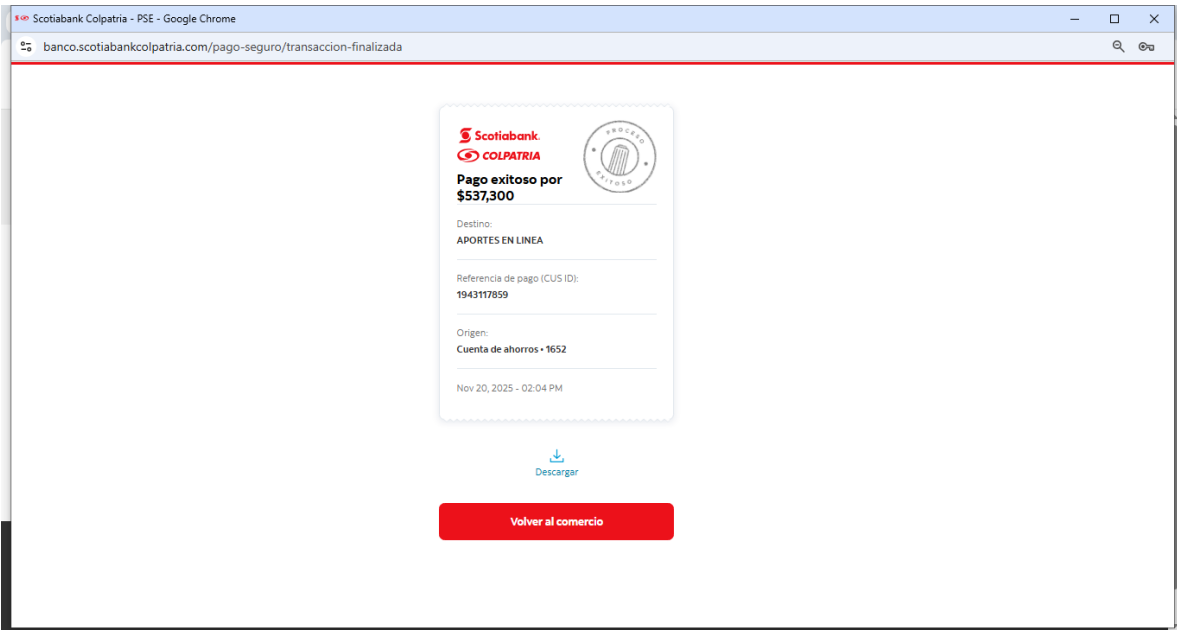 Scotiabank Colpatria - PSE - Google Chrome
banco.scotiabankcolpatria.com/pago-seguro/transaccion-finalizada
Scotiabank.
COLPATRIA
PROCESO
EXITOSO
Pago exitoso por
$537,300
Destino:
APORTES EN LINEA
Referencia de pago (CUS ID):
1943117859
Origen:
Cuenta de ahorros • 1652
Nov 20, 2025 - 02:04 PM
Descargar
Volver al comercio